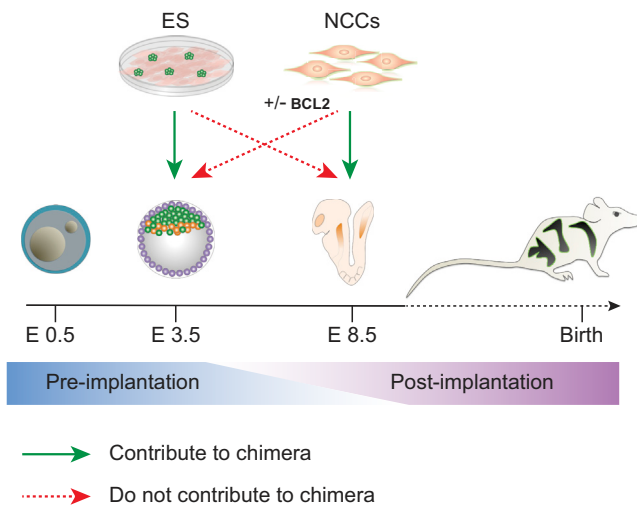 ES
NCCs
+/- BCL2
E 0.5
E 3.5
E 8.5
Birth
Pre-implantation
Post-implantation
Contribute to chimera
Do not contribute to chimera